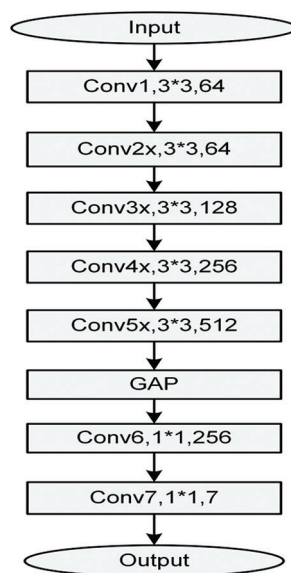 Input
Conv1,3*3,64
Conv2x,3*3,64
Conv3x,3*3,128
Conv4x,3*3,256
Conv5x,3*3,512
GAP
Conv6,1*1,256
Conv7,1*1,7
Output